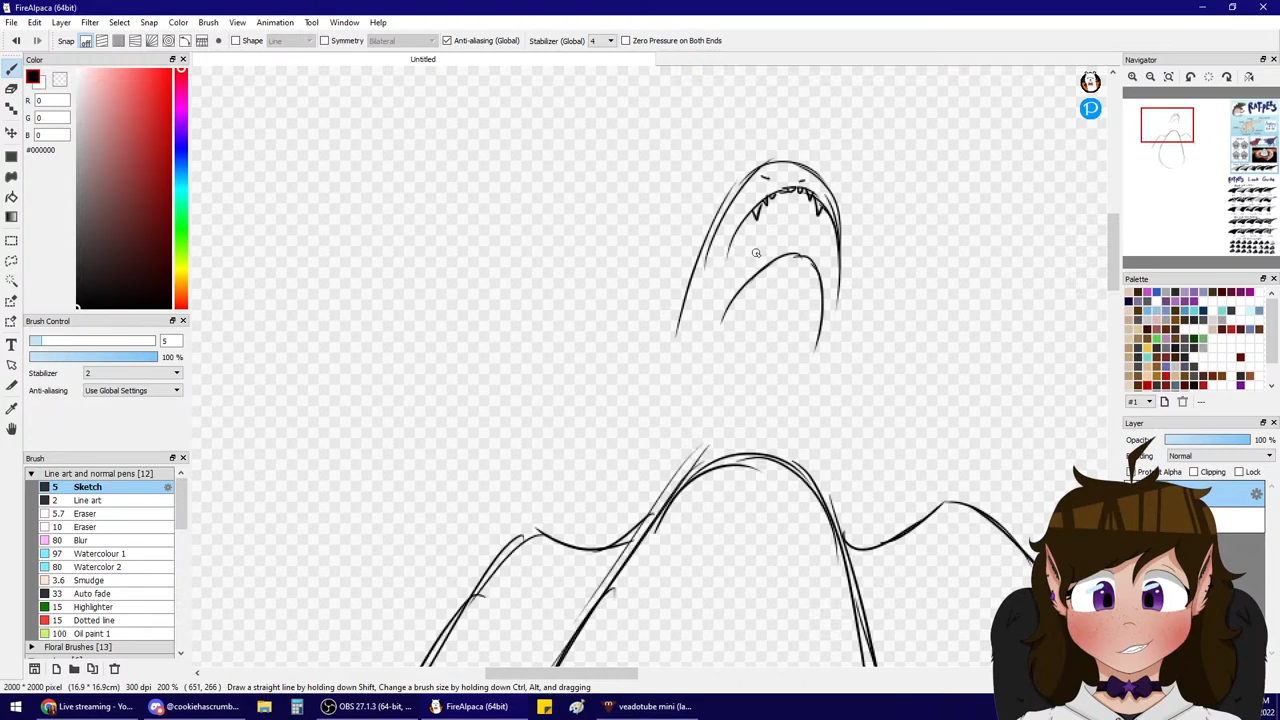 FireAlpaca (64bit)
File Edit Layer Filter Select Snap Color Brush View Animation Tool Window Help
Snap off Shape Line Symmetry Bilateral Anti-aliasing (Global) Stabilizer (Global) 4 Zero Pressure on Both Ends
Color
Untitled
Navigator
R 0
G 0
B 0
#000000
Brush Control
5
100 %
Stabilizer 2
Anti-aliasing Use Global Settings
Brush
Line art and normal pens [12]
5 Sketch
2 Line art
5.7 Eraser
10 Eraser
80 Blur
97 Watercolour 1
80 Watercolor 2
3.6 Smudge
33 Auto fade
15 Highlighter
15 Dotted line
100 Oil paint 1
Floral Brushes [13]
Palette
#1
Layer
Opacity 100 %
Normal
Protect Alpha Clipping Lock
2000 * 2000 pixel (16.9 * 16.9cm) 300 dpi 200 % (651, 266) Draw a straight line by holding down Shift, Change a brush size by holding down Ctrl, Alt, and dragging
Live streaming - Yo... @cookiehascrumb... OBS 27.1.3 (64-bit, ... FireAlpaca (64bit) veadotube mini (la...